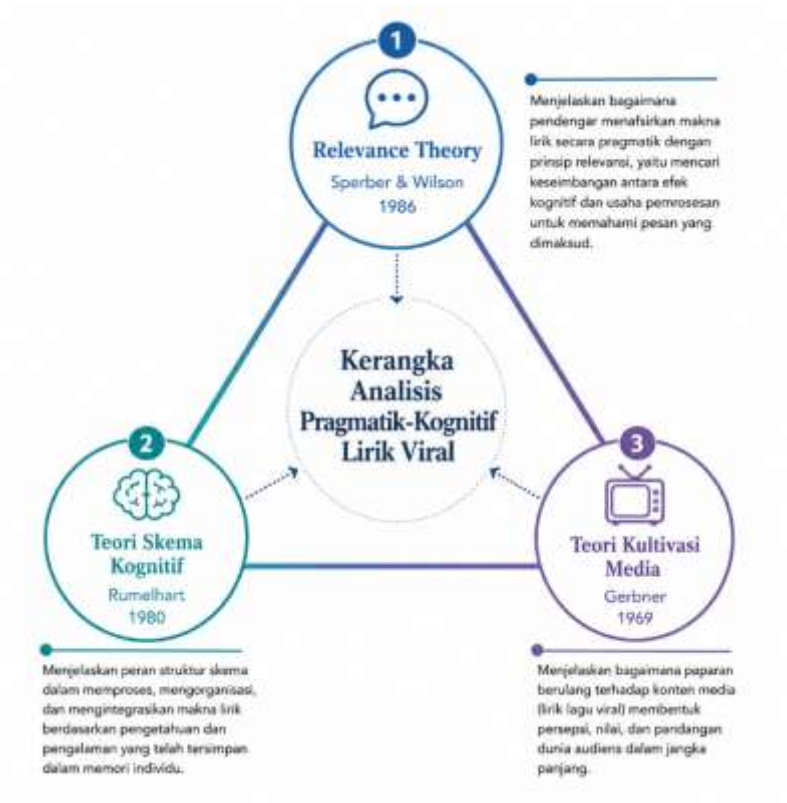 1
Relevance Theory
Sperber & Wilson
1986
Menjelaskan bagaimana
pendengar menafsirkan makna
lirik secara pragmatik dengan
prinsip relevansi, yaitu mencari
keseimbangan antara efek
kognitif dan usaha pemrosesan
untuk memahami pesan yang
dimaksud.
Kerangka
Analisis
Pragmatik-Kognitif
Lirik Viral
2
Teori Skema
Kognitif
Rumelhart
1980
Menjelaskan peran struktur skema
dalam memproses, mengorganisasi,
dan mengintegrasikan makna lirik
berdasarkan pengetahuan dan
pengalaman yang telah tersimpan
dalam memori individu.
3
Teori Kultivasi
Media
Gerbner
1969
Menjelaskan bagaimana paparan
berulang terhadap konten media
(lirik lagu viral) membentuk
persepsi, nilai, dan pandangan
dunia audiens dalam jangka
panjang.